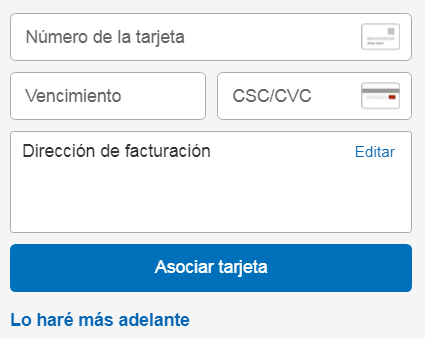 Número de la tarjeta
Vencimiento CSC/CVC
Dirección de facturación Editar
Asociar tarjeta
Lo haré más adelante